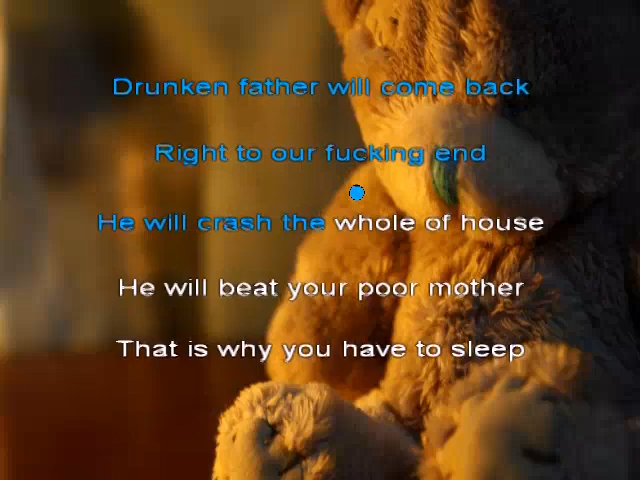 Drunken father will come back
Right to our fucking end
He will crash the whole of house
He will beat your poor mother
That is why you have to sleep